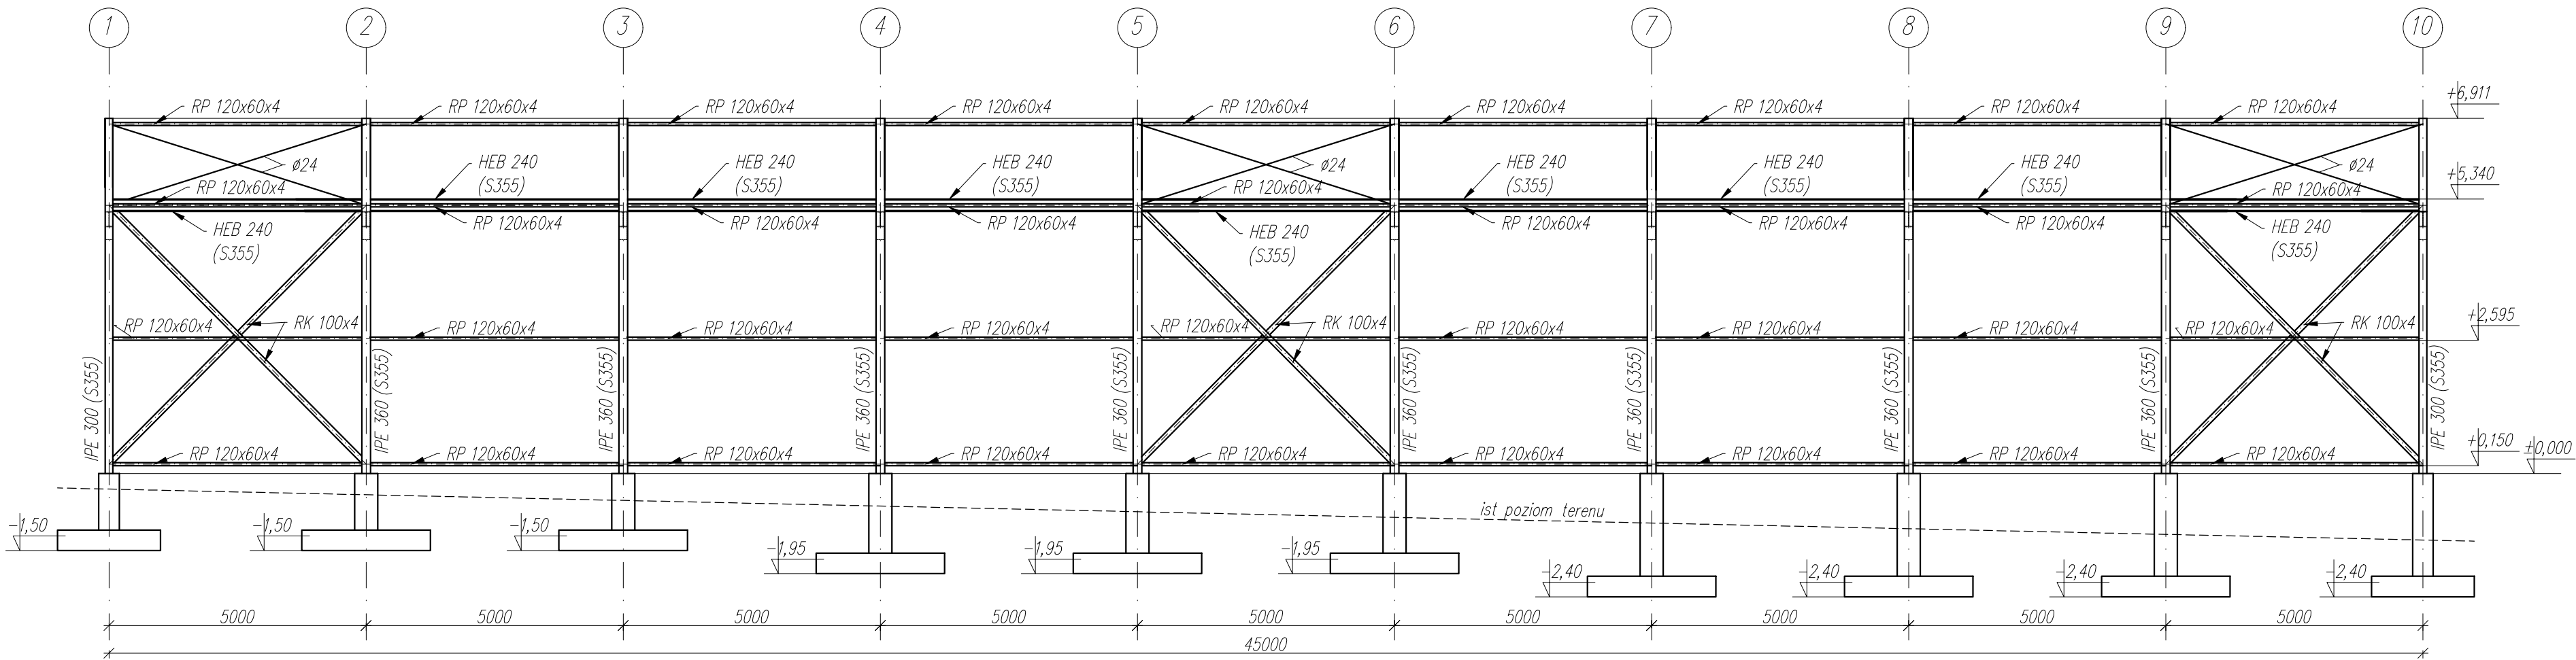 1 2 3 4 5 6 7 8 9 10
RP 120x60x4 RP 120x60x4 RP 120x60x4 RP 120x60x4 RP 120x60x4 RP 120x60x4 RP 120x60x4 RP 120x60x4 RP 120x60x4 +6,911
ø24 HEB 240 HEB 240 HEB 240 ø24 HEB 240 HEB 240 HEB 240 ø24
(S355) (S355) (S355) (S355) (S355) (S355) +5,340
RP 120x60x4 RP 120x60x4 RP 120x60x4
RP 120x60x4 RP 120x60x4 RP 120x60x4 RP 120x60x4 RP 120x60x4 RP 120x60x4
HEB 240 HEB 240 HEB 240
(S355) (S355) (S355)
+2,595
RP 120x60x4 RK 100x4 RP 120x60x4 RP 120x60x4 RP 120x60x4 RP 120x60x4 RK 100x4 RP 120x60x4 RP 120x60x4 RP 120x60x4 RP 120x60x4 RK 100x4
IPE 300 (S355) IPE 360 (S355) IPE 360 (S355) IPE 360 (S355) IPE 360 (S355) IPE 360 (S355) IPE 360 (S355) IPE 360 (S355) IPE 360 (S355) IPE 300 (S355)
RP 120x60x4 RP 120x60x4 RP 120x60x4 RP 120x60x4 RP 120x60x4 RP 120x60x4 RP 120x60x4 RP 120x60x4 RP 120x60x4 +0,150 ±0,000
ist poziom terenu
-1,50 -1,50 -1,50 -1,95 -1,95 -1,95 -2,40 -2,40 -2,40 -2,40
5000 5000 5000 5000 5000 5000 5000 5000 5000
45000